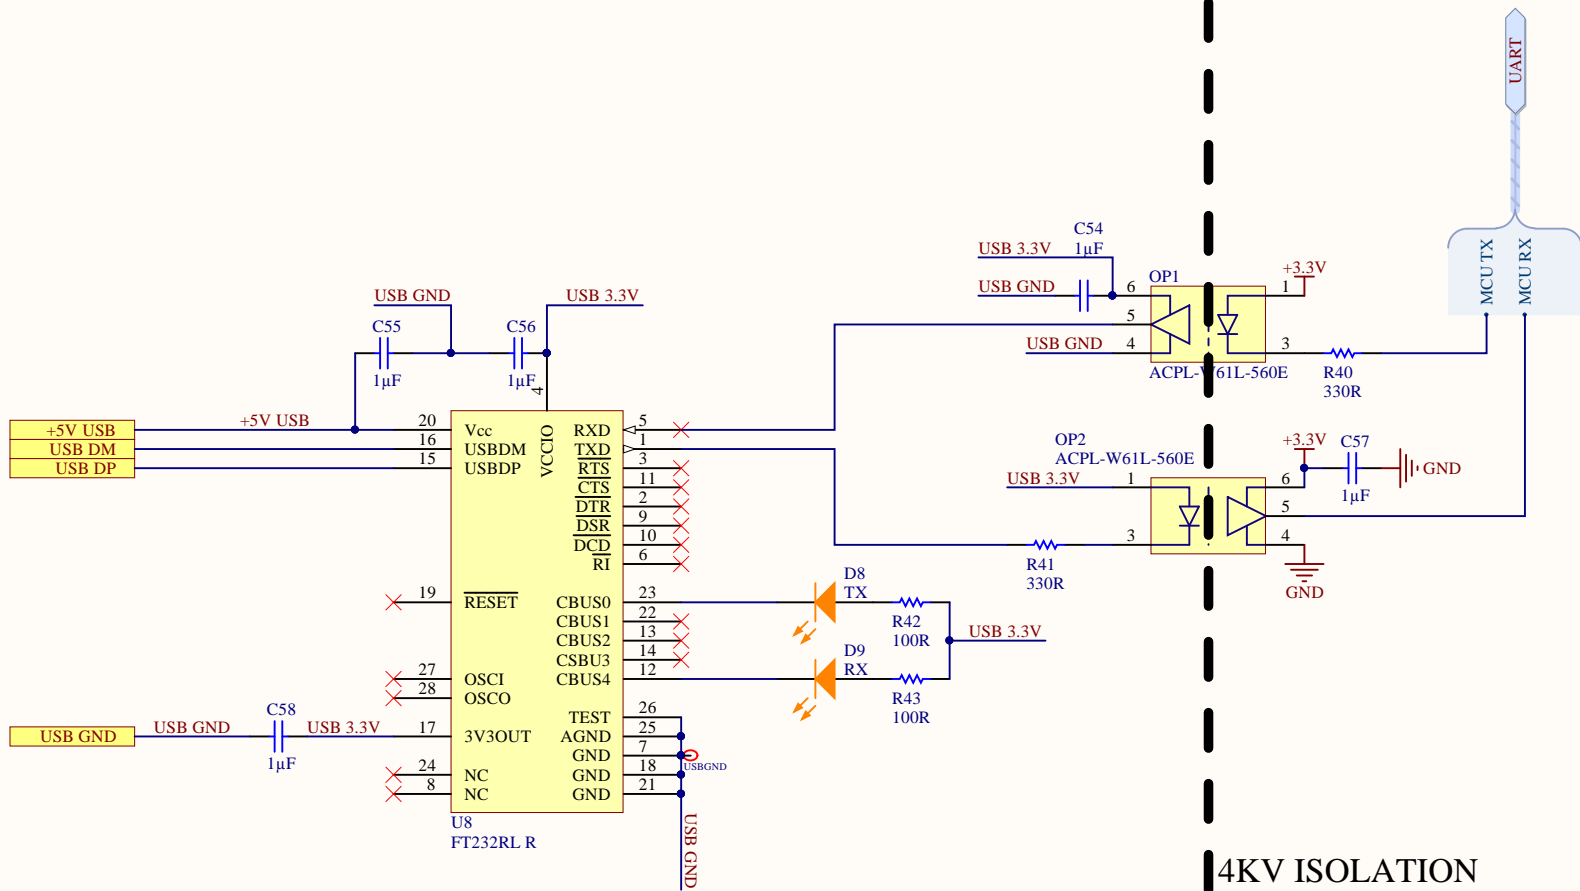 UART
MCU TX
MCU RX
C54
USB 3.3V
1µF
USB GND
6
OP1
+3.3V
1
5
USB GND
4
3
ACPL-W61L-560E
R40
330R
USB GND
USB 3.3V
C55
C56
1µF
1µF
4
+5V USB
+5V USB
20
Vcc
VCCIO
RXD
5
USB DM
16
USBDM
TXD
1
USB DP
15
USBDP
RTS
3
CTS
11
DTR
2
DSR
9
DCD
10
RI
6
OP2
ACPL-W61L-560E
+3.3V
C57
USB 3.3V
1
6
1µF
GND
5
3
4
R41
330R
GND
19
RESET
CBUS0
23
D8
TX
R42
100R
CBUS1
22
CBUS2
13
USB 3.3V
CSBU3
14
27
OSCI
CBUS4
12
D9
RX
R43
100R
28
OSCO
TEST
26
C58
USB GND
USB GND
USB 3.3V
1µF
17
3V3OUT
AGND
25
GND
7
USBGND
24
NC
GND
18
8
NC
GND
21
U8
FT232RL R
USB GND
4KV ISOLATION